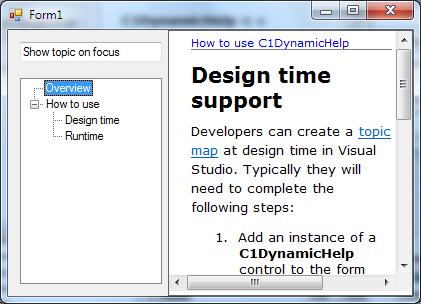 Form1
Show topic on focus
Overview
How to use
Design time
Runtime
How to use C1DynamicHelp
Design time
support
Developers can create a topic
map at design time in Visual
Studio. Typically they will
need to complete the
following steps:
1. Add an instance of a
C1DynamicHelp
control to the form